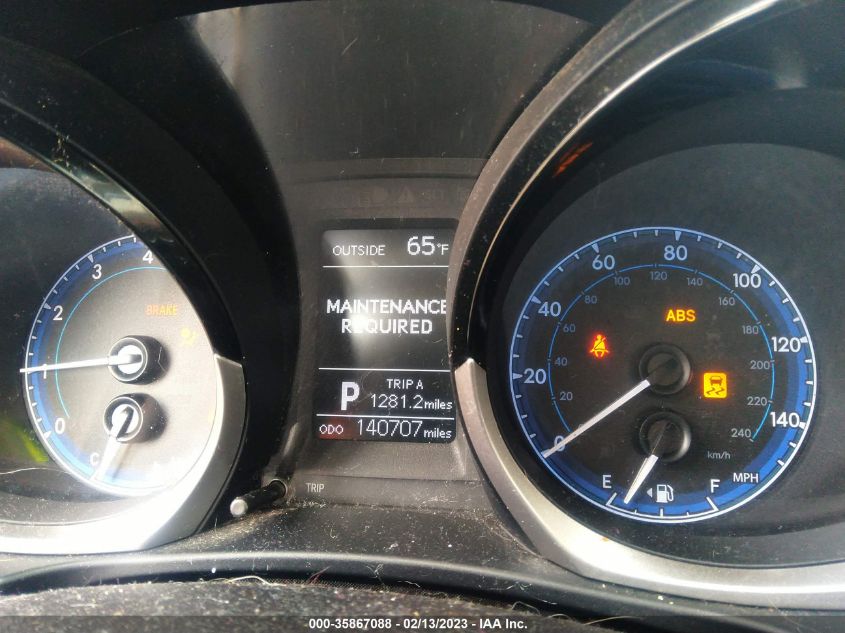 OUTSIDE 65°F
MAINTENANCE
REQUIRED
P
TRIP A
1281.2 miles
ODO 140707 miles
TRIP
0
1
2
3
4
BRAKE
C
0
20
40
60
80
100
120
140
MPH
20
40
60
80
100
120
140
160
180
200
220
240
km/h
ABS
E
F
000-35867088 - 02/13/2023 - IAA Inc.